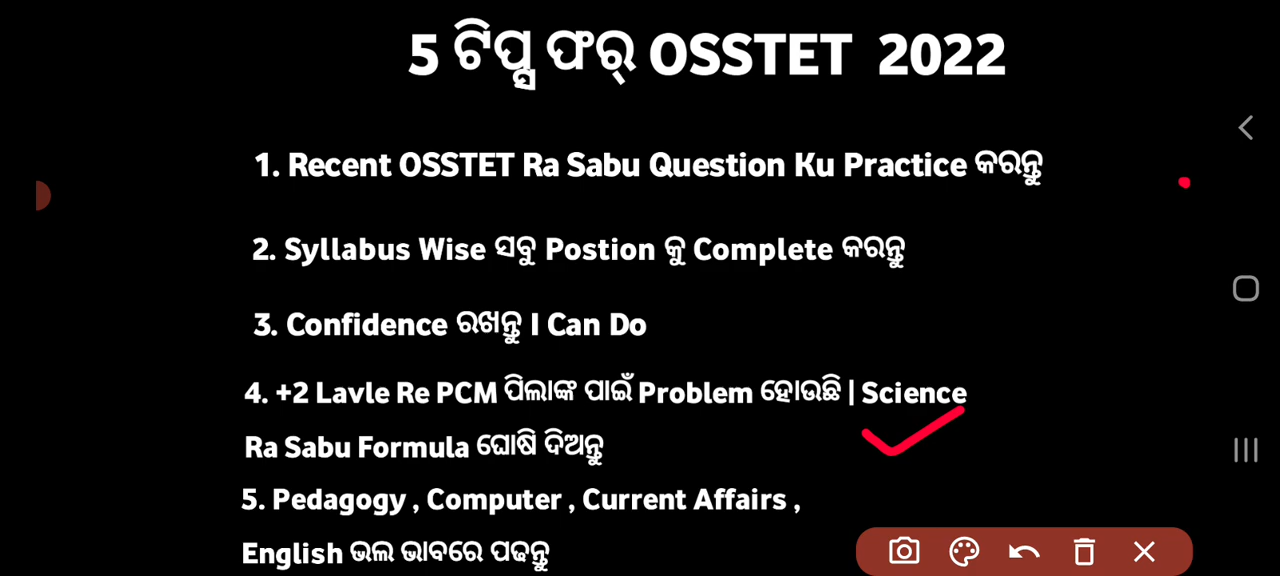 5 ଟିପ୍ସ ଫର୍ OSSTET 2022
1. Recent OSSTET Ra Sabu Question Ku Practice କରନ୍ତୁ
2. Syllabus Wise ସବୁ Postion କୁ Complete କରନ୍ତୁ
3. Confidence ରଖନ୍ତୁ I Can Do
4. +2 Lavle Re PCM ପିଲାଙ୍କ ପାଇଁ Problem ହୋଉଛି | Science
Ra Sabu Formula ଘୋଷି ଦିଅନ୍ତୁ
5. Pedagogy , Computer , Current Affairs ,
English ଭଲ ଭାବରେ ପଢନ୍ତୁ